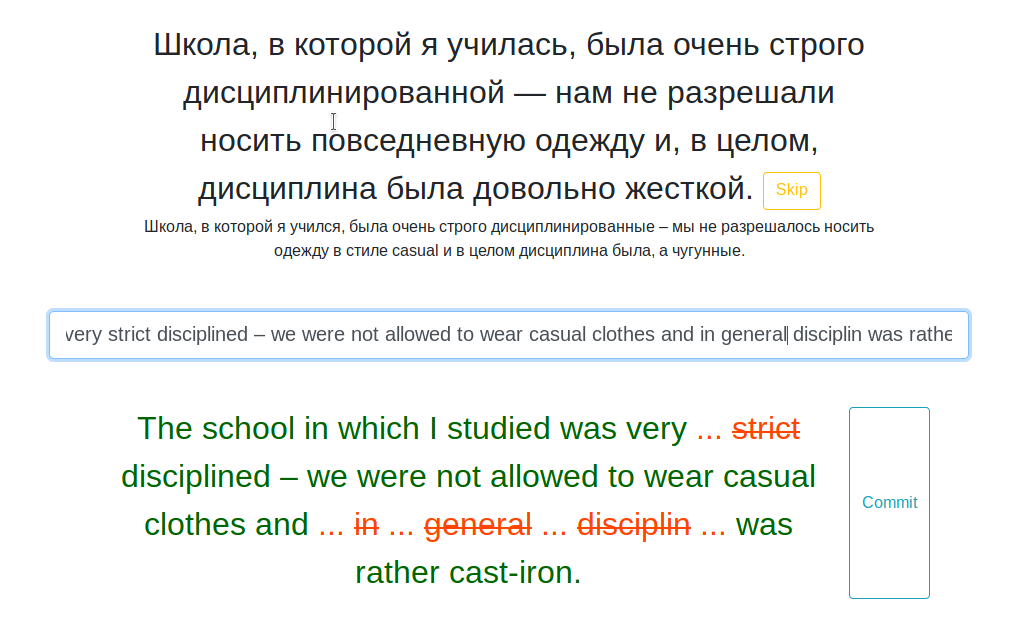 Школа, в которой я училась, была очень строго
дисциплинированной — нам не разрешали
носить повседневную одежду и, в целом,
дисциплина была довольно жесткой. Skip
Школа, в которой я учился, была очень строго дисциплинированные – мы не разрешалось носить
одежду в стиле casual и в целом дисциплина была, а чугунные.
very strict disciplined – we were not allowed to wear casual clothes and in general disciplin was rathe
The school in which I studied was very ... strict
disciplined – we were not allowed to wear casual
clothes and ... in ... general ... disciplin ... was
rather cast-iron.
Commit